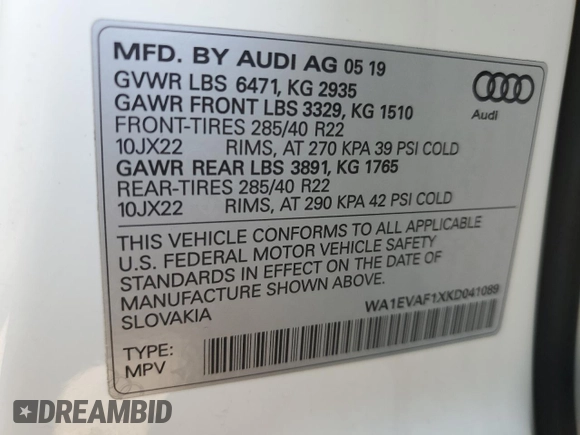 MFD. BY AUDI AG 05 19
GVWR LBS 6471, KG 2935
GAWR FRONT LBS 3329, KG 1510
FRONT-TIRES 285/40 R22
10JX22 RIMS, AT 270 KPA 39 PSI COLD
GAWR REAR LBS 3891, KG 1765
REAR-TIRES 285/40 R22
10JX22 RIMS, AT 290 KPA 42 PSI COLD
Audi
THIS VEHICLE CONFORMS TO ALL APPLICABLE
U.S. FEDERAL MOTOR VEHICLE SAFETY
STANDARDS IN EFFECT ON THE DATE OF
MANUFACTURE SHOWN ABOVE.
SLOVAKIA
WA1EVAF1XKD041089
TYPE:
MPV
DREAMBID